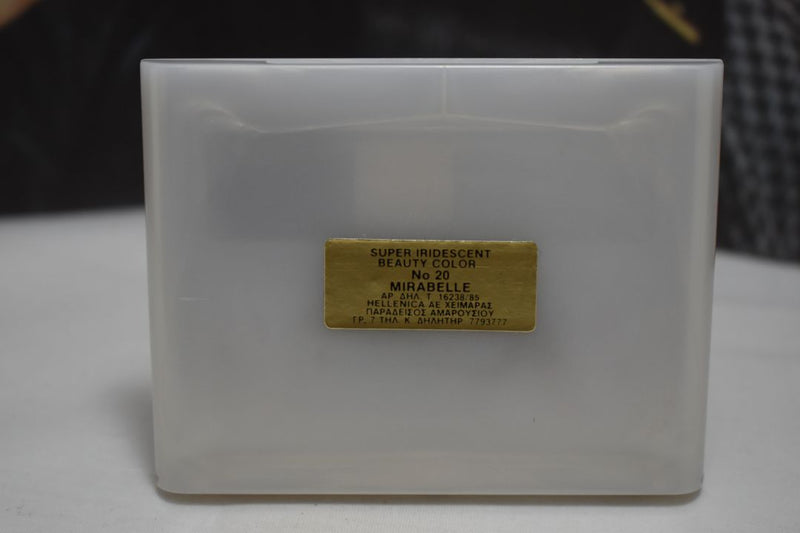 SUPER IRIDESCENT
BEAUTY COLOR
No 20
MIRABELLE
ΑΡ. ΔΗΛ. Τ. 16238/85
HELLENICA AE ΧΕΙΜΑΡΑΣ
ΠΑΡΑΔΕΙΣΟΣ ΑΜΑΡΟΥΣΙΟΥ
ΓΡ. 7 ΤΗΛ. Κ. ΔΗΛΗΤΗΡ. 7793777